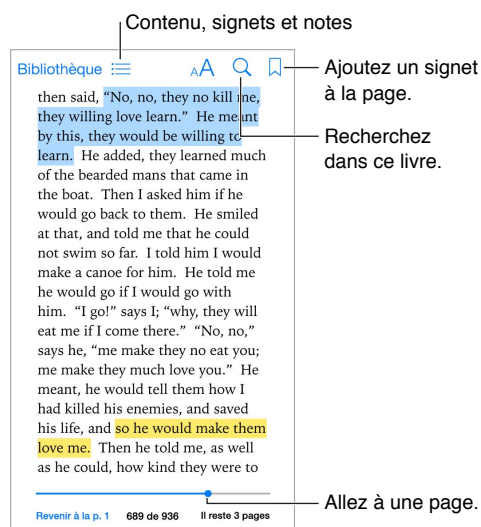 Contenu, signets et notes
Bibliothèque
AA
Ajoutez un signet
à la page.
Recherchez
dans ce livre.
then said, “No, no, they no kill me,
they willing love learn.” He meant
by this, they would be willing to
learn. He added, they learned much
of the bearded mans that came in
the boat. Then I asked him if he
would go back to them. He smiled
at that, and told me that he could
not swim so far. I told him I would
make a canoe for him. He told me
he would go if I would go with
him. “I go!” says I; “why, they will
eat me if I come there.” “No, no,”
says he, “me make they no eat you;
me make they much love you.” He
meant, he would tell them how I
had killed his enemies, and saved
his life, and so he would make them
love me. Then he told me, as well
as he could, how kind they were to
Allez à une page.
Revenir à la p. 1 689 de 936 Il reste 3 pages